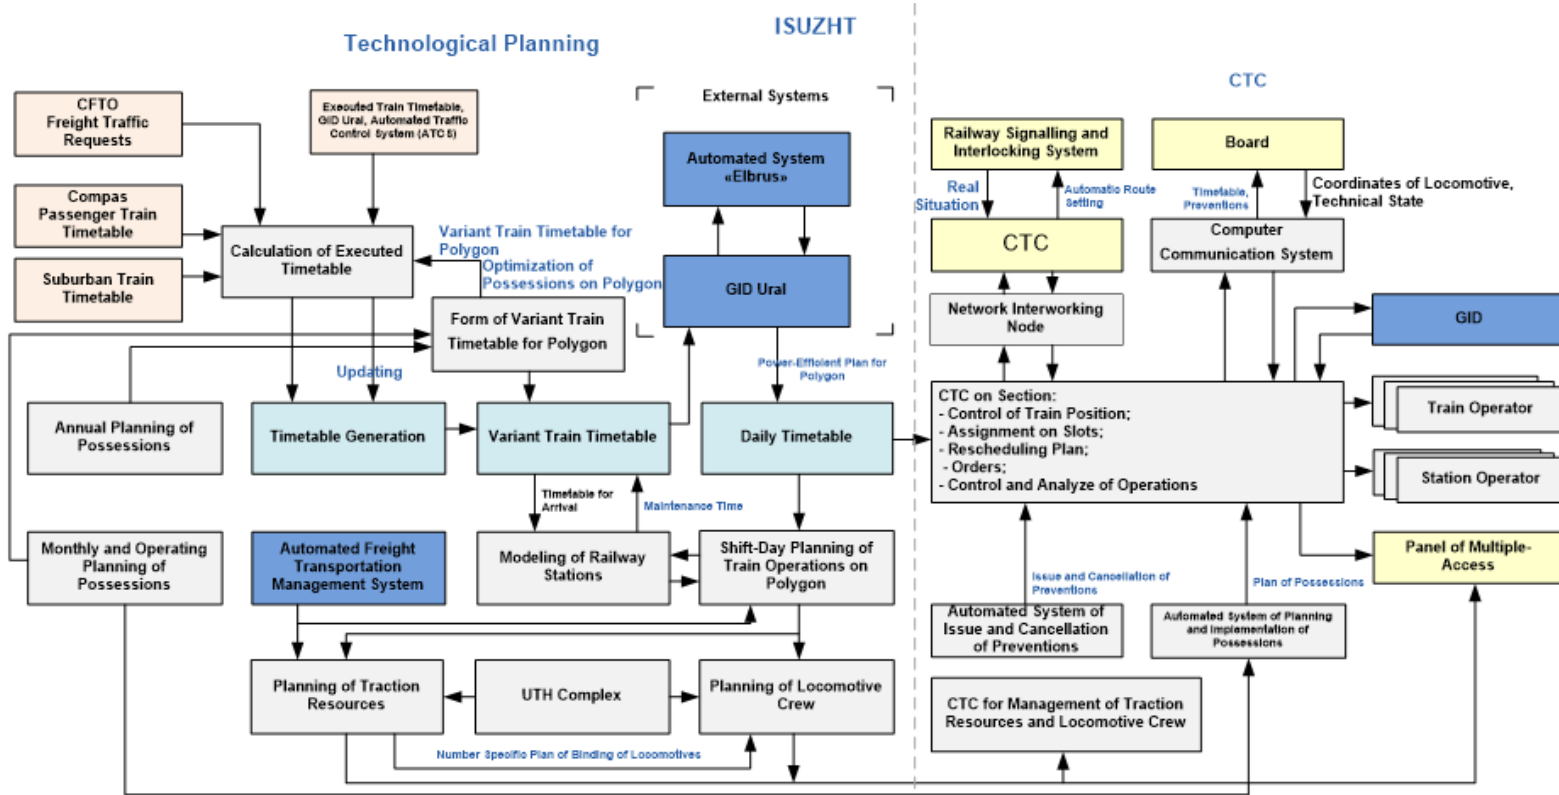 ISUZHT
Technological Planning
CTC
CFTO
Freight Traffic
Requests
Executed Train Timetable,
GID Ural, Automated Traffic
Control System (ATC S)
External Systems
Railway Signalling and
Interlocking System
Board
Automated System
«Elbrus»
Compas
Passenger Train
Timetable
Real
Situation
Automatic Route
Setting
Timetable,
Preventions
Coordinates of Locomotive,
Technical State
Calculation of Executed
Timetable
Variant Train Timetable for
Polygon
Optimization of
Possessions on Polygon
CTC
Computer
Communication System
Suburban Train
Timetable
GID Ural
Form of Variant Train
Timetable for Polygon
Network Interworking
Node
GID
Updating
Power-Efficient Plan for
Polygon
Annual Planning of
Possessions
Timetable Generation
Variant Train Timetable
Daily Timetable
CTC on Section:
- Control of Train Position;
- Assignment on Slots;
- Rescheduling Plan;
- Orders;
- Control and Analyze of Operations
Train Operator
Station Operator
Timetable for
Arrival
Maintenance Time
Monthly and Operating
Planning of
Possessions
Automated Freight
Transportation
Management System
Modeling of Railway
Stations
Shift-Day Planning of
Train Operations on
Polygon
Panel of Multiple-
Access
Issue and Cancellation of
Preventions
Plan of Possessions
Automated System of
Issue and Cancellation
of Preventions
Automated System of Planning
and Implementation of
Possessions
Planning of Traction
Resources
UTH Complex
Planning of Locomotive
Crew
CTC for Management of Traction
Resources and Locomotive Crew
Number Specific Plan of Binding of Locomotives